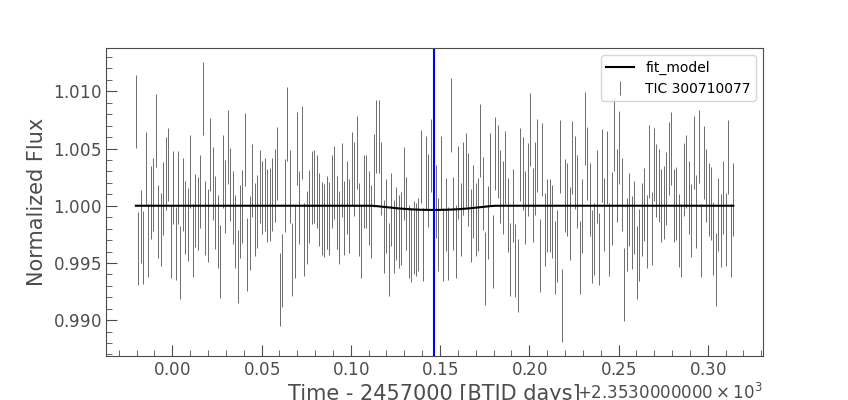 fit_model
TIC 300710077
1.010
1.005
1.000
0.995
0.990
Normalized Flux
0.00 0.05 0.10 0.15 0.20 0.25 0.30
Time - 2457000 [BTJD days]
+2.3530000000 × 10³